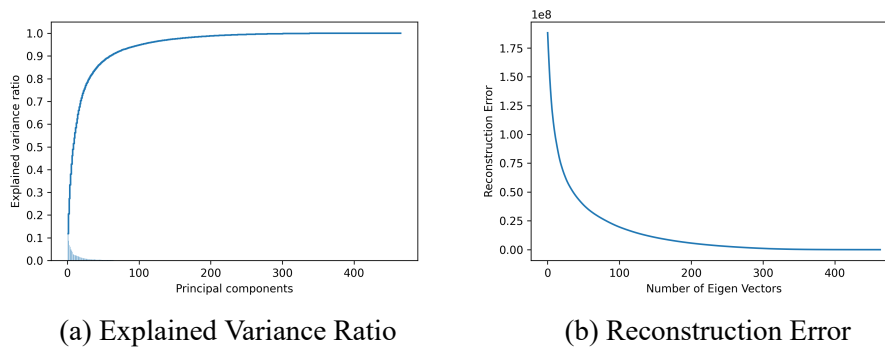 1.0
0.9
0.8
0.7
0.6
0.5
0.4
0.3
0.2
0.1
0.0
Explained variance ratio
0 100 200 300 400
Principal components
(a) Explained Variance Ratio
1e8
1.75
1.50
1.25
1.00
0.75
0.50
0.25
0.00
Reconstruction Error
0 100 200 300 400
Number of Eigen Vectors
(b) Reconstruction Error